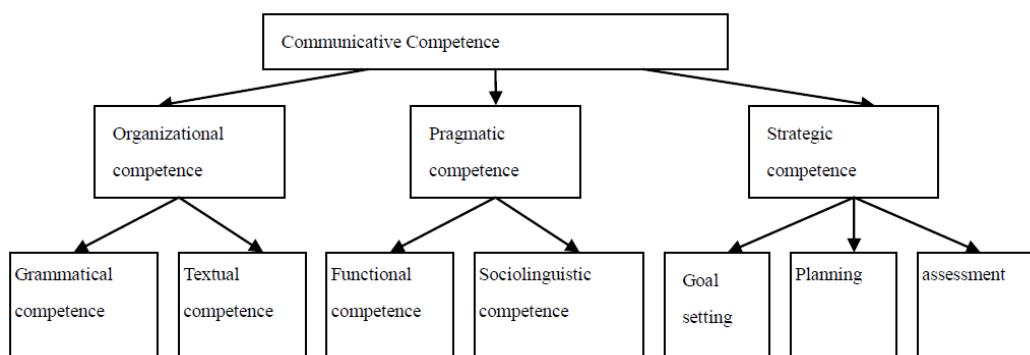 Communicative Competence
Organizational
competence
Pragmatic
competence
Strategic
competence
Grammatical
competence
Textual
competence
Functional
competence
Sociolinguistic
competence
Goal
setting
Planning
assessment